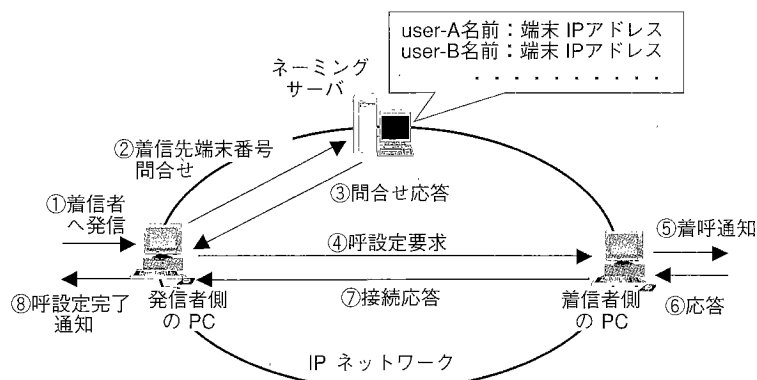 user-A名前：端末 IPアドレス
user-B名前：端末 IPアドレス
・・・・・・・・・・
ネーミング
サーバ
②着信先端末番号
問合せ
③問合せ応答
①着信者
へ発信
④呼設定要求
⑤着呼通知
⑧呼設定完了
通知
発信者側
の PC
⑦接続応答
着信者側
の PC
⑥応答
IP ネットワーク